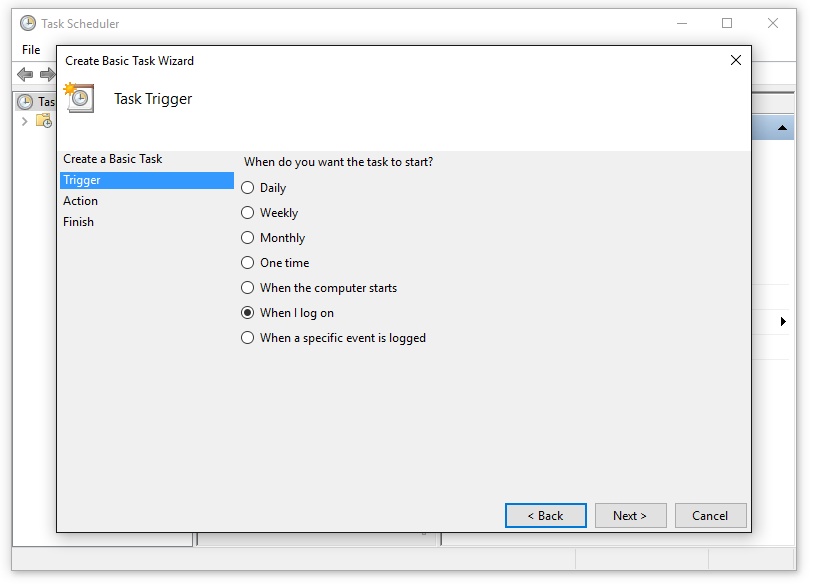 Task Scheduler
File
Create Basic Task Wizard
Task Trigger
Tas
Create a Basic Task
Trigger
Action
Finish
When do you want the task to start?
Daily
Weekly
Monthly
One time
When the computer starts
When I log on
When a specific event is logged
< Back
Next >
Cancel